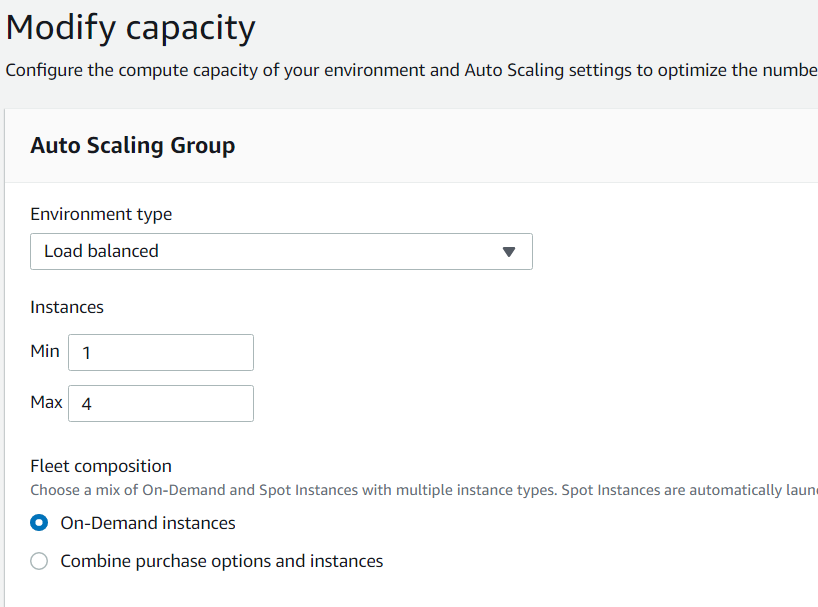 Modify capacity
Configure the compute capacity of your environment and Auto Scaling settings to optimize the numbe
Auto Scaling Group
Environment type
Load balanced
Instances
Min 1
Max 4
Fleet composition
Choose a mix of On-Demand and Spot Instances with multiple instance types. Spot Instances are automatically laun
On-Demand instances
Combine purchase options and instances